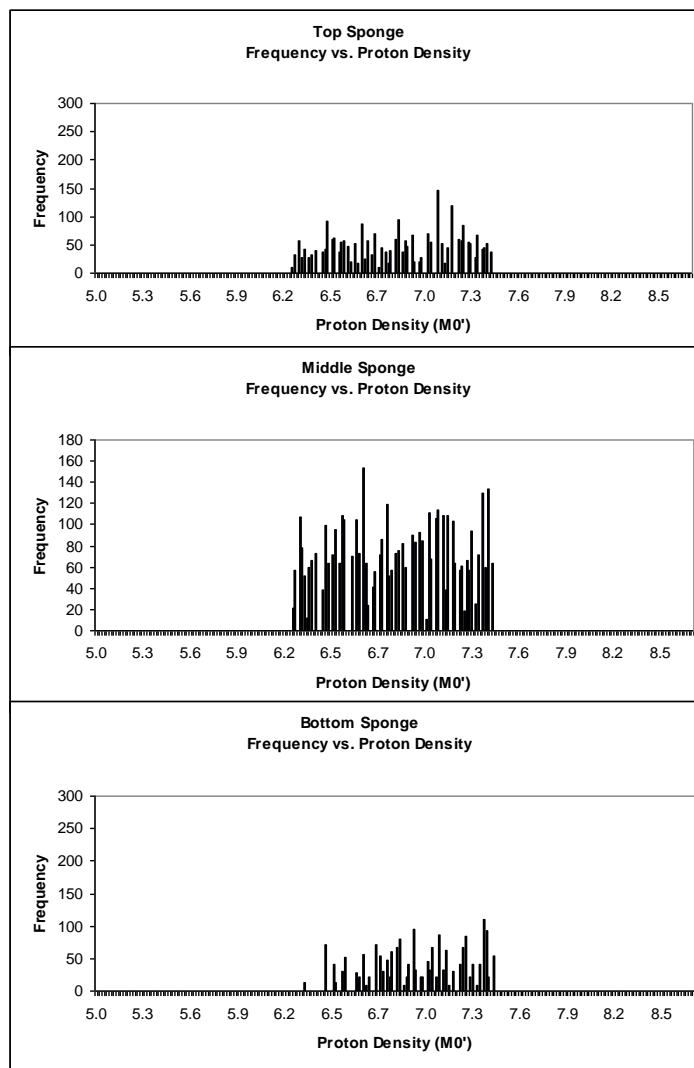 Top Sponge
Frequency vs. Proton Density
300
250
200
150
100
50
0
Frequency
5.0 5.3 5.6 5.9 6.2 6.5 6.7 7.0 7.3 7.6 7.9 8.2 8.5
Proton Density (M0')
Middle Sponge
Frequency vs. Proton Density
180
160
140
120
100
80
60
40
20
0
Frequency
5.0 5.3 5.6 5.9 6.2 6.5 6.7 7.0 7.3 7.6 7.9 8.2 8.5
Proton Density (M0')
Bottom Sponge
Frequency vs. Proton Density
300
250
200
150
100
50
0
Frequency
5.0 5.3 5.6 5.9 6.2 6.5 6.7 7.0 7.3 7.6 7.9 8.2 8.5
Proton Density (M0')